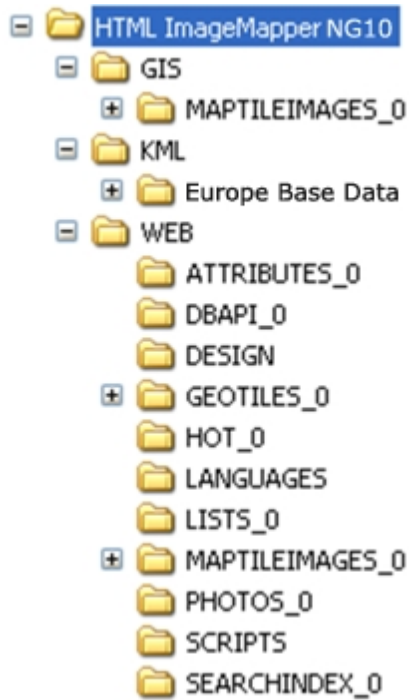 HTML ImageMapper NG10
GIS
MAPTILEIMAGES_0
KML
Europe Base Data
WEB
ATTRIBUTES_0
DBAPI_0
DESIGN
GEOTILES_0
HOT_0
LANGUAGES
LISTS_0
MAPTILEIMAGES_0
PHOTOS_0
SCRIPTS
SEARCHINDEX_0